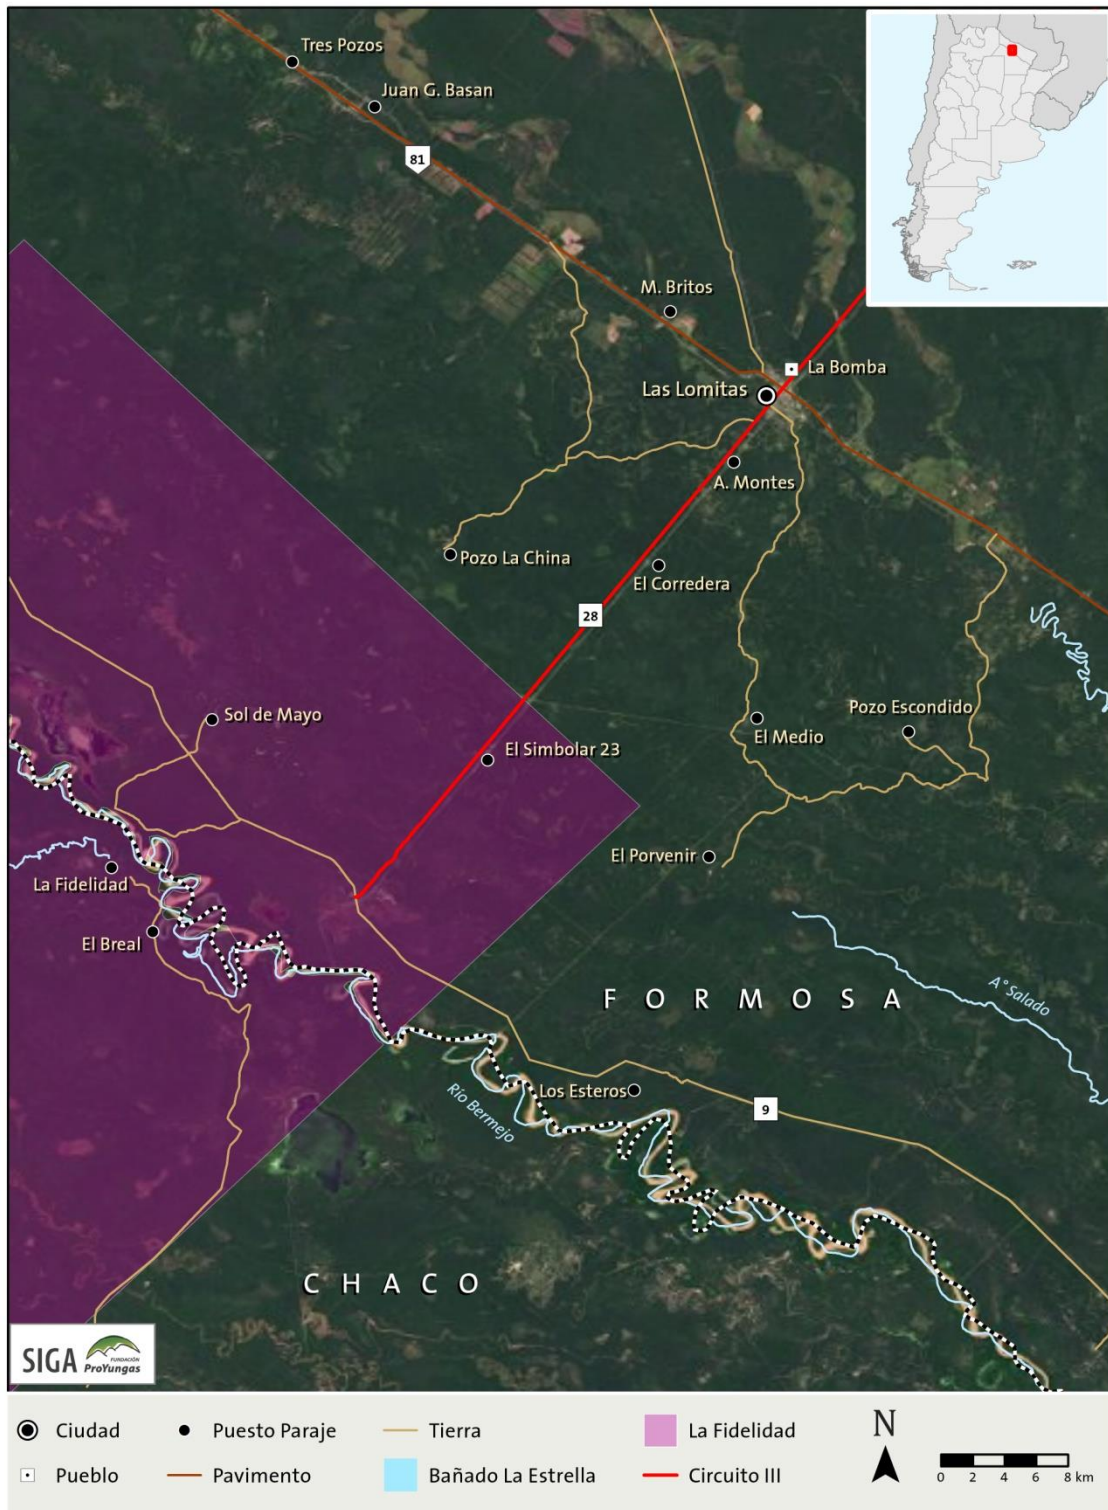 Tres Pozos
Juan G. Basan
81
M. Britos
La Bomba
Las Lomitas
A. Montes
Pozo La China
El Corredera
28
Sol de Mayo
Pozo Escondido
El Medio
El Simbolar 23
El Porvenir
La Fidelidad
El Breal
FORMOSA
A° Salado
Los Esteros
9
Río Bermejo
CHACO
SIGA
FUNDACIÓN
ProYungas
Ciudad
Puesto Paraje
Tierra
La Fidelidad
N
Pueblo
Pavimento
Bañado La Estrella
Circuito III
0 2 4 6 8 km